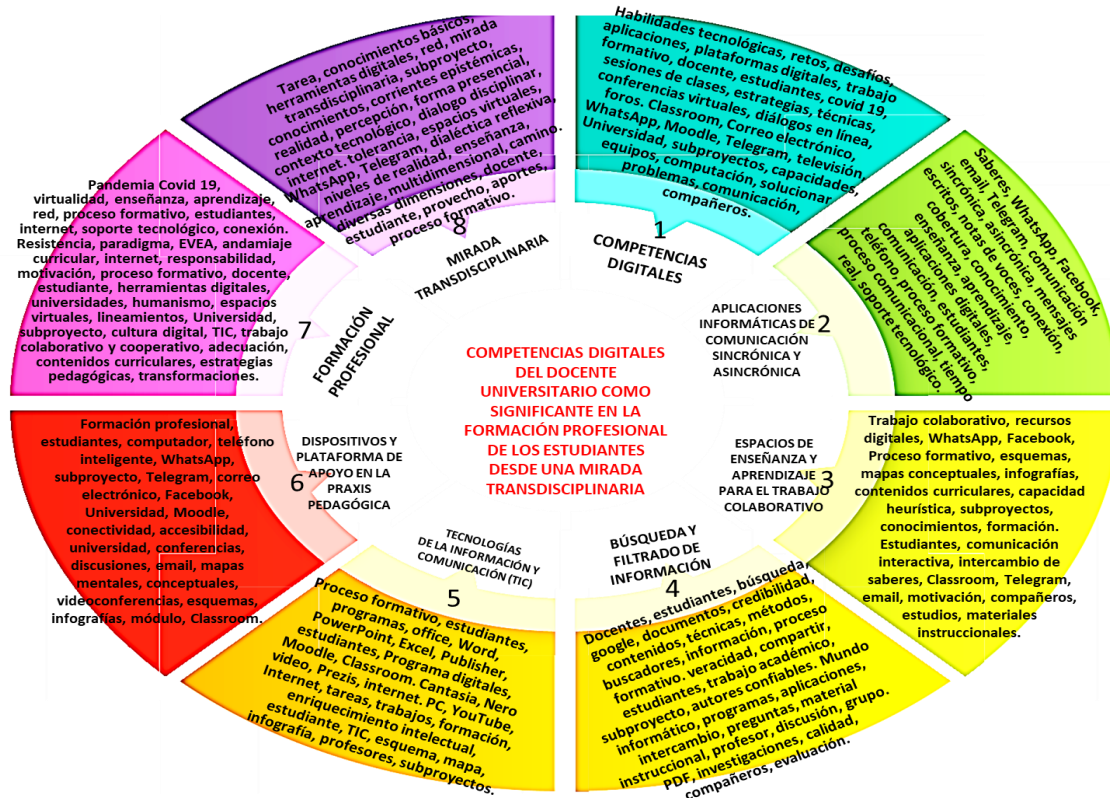 COMPETENCIAS DIGITALES
DEL DOCENTE
UNIVERSITARIO COMO
SIGNIFICANTE EN LA
FORMACIÓN PROFESIONAL
DE LOS ESTUDIANTES
DESDE UNA MIRADA
TRANSDISCIPLINARIA
1
COMPETENCIAS
DIGITALES
Habilidades tecnológicas, retos, desafíos,
aplicaciones, plataformas digitales, trabajo
formativo, docente, estudiantes, covid 19,
sesiones de clases, estrategias, técnicas,
conferencias virtuales, diálogos en línea,
foros. Classroom, Correo electrónico,
WhatsApp, Moodle, Telegram, televisión,
Universidad, subproyectos, capacidades,
equipos, computación, solucionar
problemas, comunicación,
compañeros.
2
APLICACIONES
INFORMÁTICAS DE
COMUNICACIÓN
SINCRÓNICA Y
ASINCRÓNICA
Saberes, WhatsApp, Facebook,
email, Telegram, comunicación
sincrónica, asincrónica, mensajes
escritos, notas de voces, conexión,
cobertura, conocimiento,
enseñanza, aprendizaje,
aplicaciones digitales,
comunicación, estudiantes,
teléfono, proceso formativo,
proceso comunicacional, tiempo
real, soporte tecnológico.
3
ESPACIOS DE
ENSEÑANZA Y
APRENDIZAJE
PARA EL TRABAJO
COLABORATIVO
Trabajo colaborativo, recursos
digitales, WhatsApp, Facebook,
Proceso formativo, esquemas,
mapas conceptuales, infografías,
contenidos curriculares, capacidad
heurística, subproyectos,
conocimientos, formación.
Estudiantes, comunicación
interactiva, intercambio de
saberes, Classroom, Telegram,
email, motivación, compañeros,
estudios, materiales
instruccionales.
4
BÚSQUEDA Y
FILTRADO DE
INFORMACIÓN
Docentes, estudiantes, búsqueda,
google, documentos, credibilidad,
contenidos, técnicas, métodos,
buscadores, información, proceso
formativo. veracidad, compartir,
estudiantes, trabajo académico,
subproyecto, autores confiables. Mundo
informático, programas, aplicaciones,
intercambio, preguntas, material
instruccional, profesor, discusión, grupo.
PDF, investigaciones, calidad,
compañeros, evaluación.
5
TECNOLOGÍAS
DE LA INFORMACIÓN Y
COMUNICACIÓN (TIC)
Proceso formativo, estudiantes,
programas, office, Word,
PowerPoint, Excel, Publisher,
estudiantes, Programa digitales,
Moodle, Classroom. Cantasia, Nero
video, Prezis, internet. PC, YouTube,
Internet, tareas, trabajos, formación,
enriquecimiento intelectual,
estudiante, TIC, esquema, mapa,
infografía, profesores, subproyectos.
6
DISPOSITIVOS Y
PLATAFORMA DE
APOYO EN LA
PRAXIS
PEDAGÓGICA
Formación profesional,
estudiantes, computador, teléfono
inteligente, WhatsApp,
subproyecto, Telegram, correo
electrónico, Facebook,
Universidad, Moodle,
conectividad, accesibilidad,
universidad, conferencias,
discusiones, email, mapas
mentales, conceptuales,
videoconferencias, esquemas,
infografías, módulo, Classroom.
7
FORMACIÓN
PROFESIONAL
Pandemia Covid 19,
virtualidad, enseñanza, aprendizaje,
red, proceso formativo, estudiantes,
internet, soporte tecnológico, conexión.
Resistencia, paradigma, EVEA, andamiaje
curricular, internet, responsabilidad,
motivación, proceso formativo, docente,
estudiante, herramientas digitales,
universidades, humanismo, espacios
virtuales, lineamientos, Universidad,
subproyecto, cultura digital, TIC, trabajo
colaborativo y cooperativo, adecuación,
contenidos curriculares, estrategias
pedagógicas, transformaciones.
8
MIRADA
TRANSDISCIPLINARIA
Tarea, conocimientos básicos,
herramientas digitales, red, mirada
transdisciplinaria, subproyecto,
conocimientos, corrientes epistémicas,
realidad, percepción, forma presencial,
contexto tecnológico, dialogo disciplinar,
internet. tolerancia, espacios virtuales,
WhatsApp, Telegram, dialéctica reflexiva,
niveles de realidad, enseñanza,
aprendizaje, multidimensional, camino.
diversas dimensiones, docente,
estudiante, provecho, aportes,
proceso formativo.